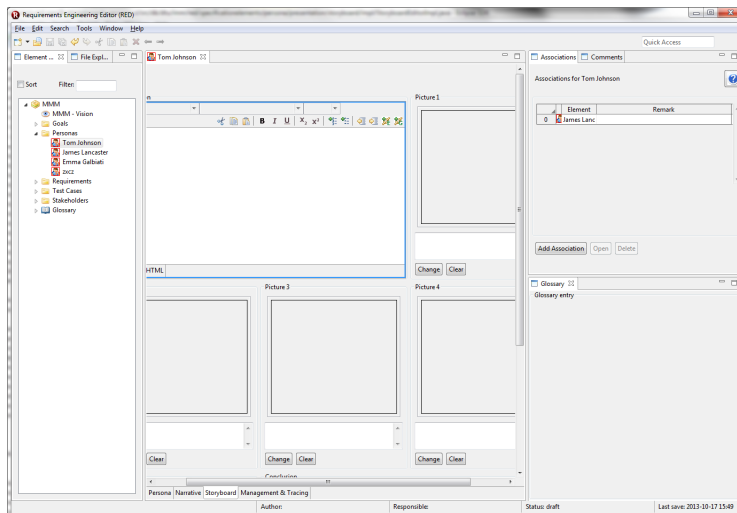 Requirements Engineering Editor (RED)
File Edit Search Tools Window Help
Quick Access
Element ...
File Expl...
Tom Johnson
Associations
Comments
Sort
Filter:
MMM
MMM - Vision
Goals
Personas
Tom Johnson
James Lancaster
Emma Galbiati
zxcz
Requirements
Test Cases
Stakeholders
Glossary
n
Picture 1
B I U X₂ X²
HTML
Change Clear
Picture 3
Picture 4
Clear
Change Clear
Change Clear
Conclusion
Persona Narrative Storyboard Management & Tracing
Associations for Tom Johnson
Element Remark
0 James Lanc
Add Association Open Delete
Glossary
Glossary entry
Author: Responsible: Status: draft Last save: 2013-10-17 15:49